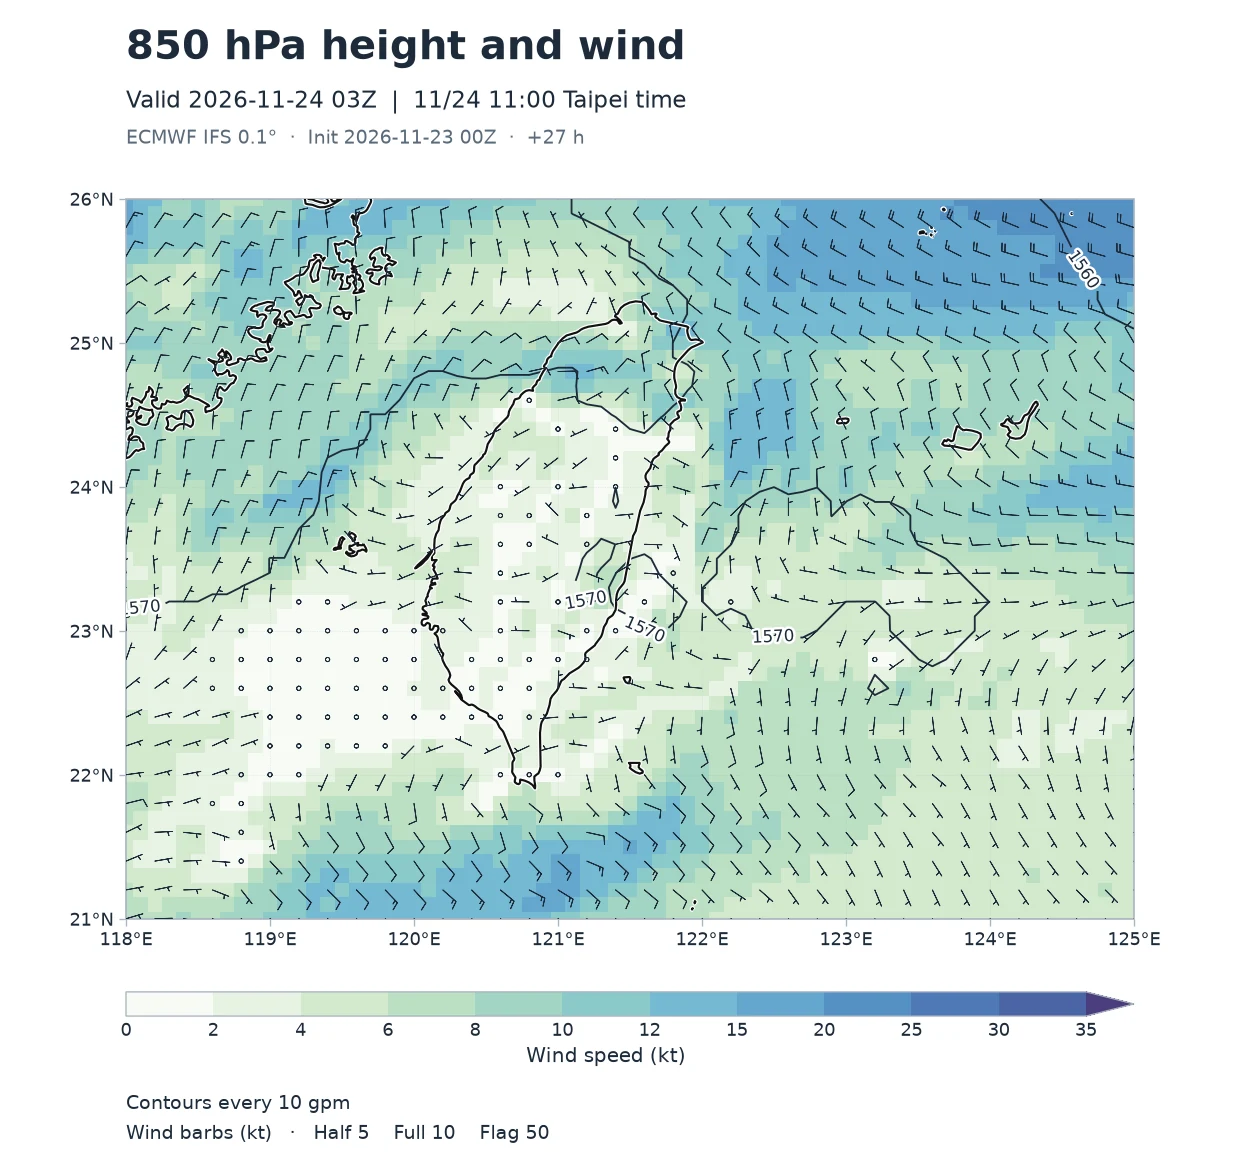 850 hPa height and wind
Valid 2026-11-24 03Z | 11/24 11:00 Taipei time
ECMWF IFS 0.1° · Init 2026-11-23 00Z · +27 h
26°N
25°N
24°N
23°N
22°N
21°N
1560
1570
1570
1570
1570
118°E 119°E 120°E 121°E 122°E 123°E 124°E 125°E
0 2 4 6 8 10 12 15 20 25 30 35
Wind speed (kt)
Contours every 10 gpm
Wind barbs (kt) · Half 5 Full 10 Flag 50